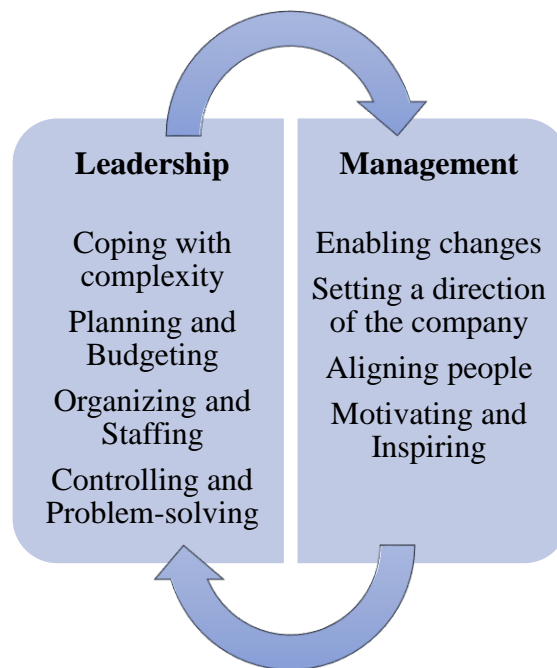 Leadership
Coping with
complexity
Planning and
Budgeting
Organizing and
Staffing
Controlling and
Problem-solving
Management
Enabling changes
Setting a direction
of the company
Aligning people
Motivating and
Inspiring